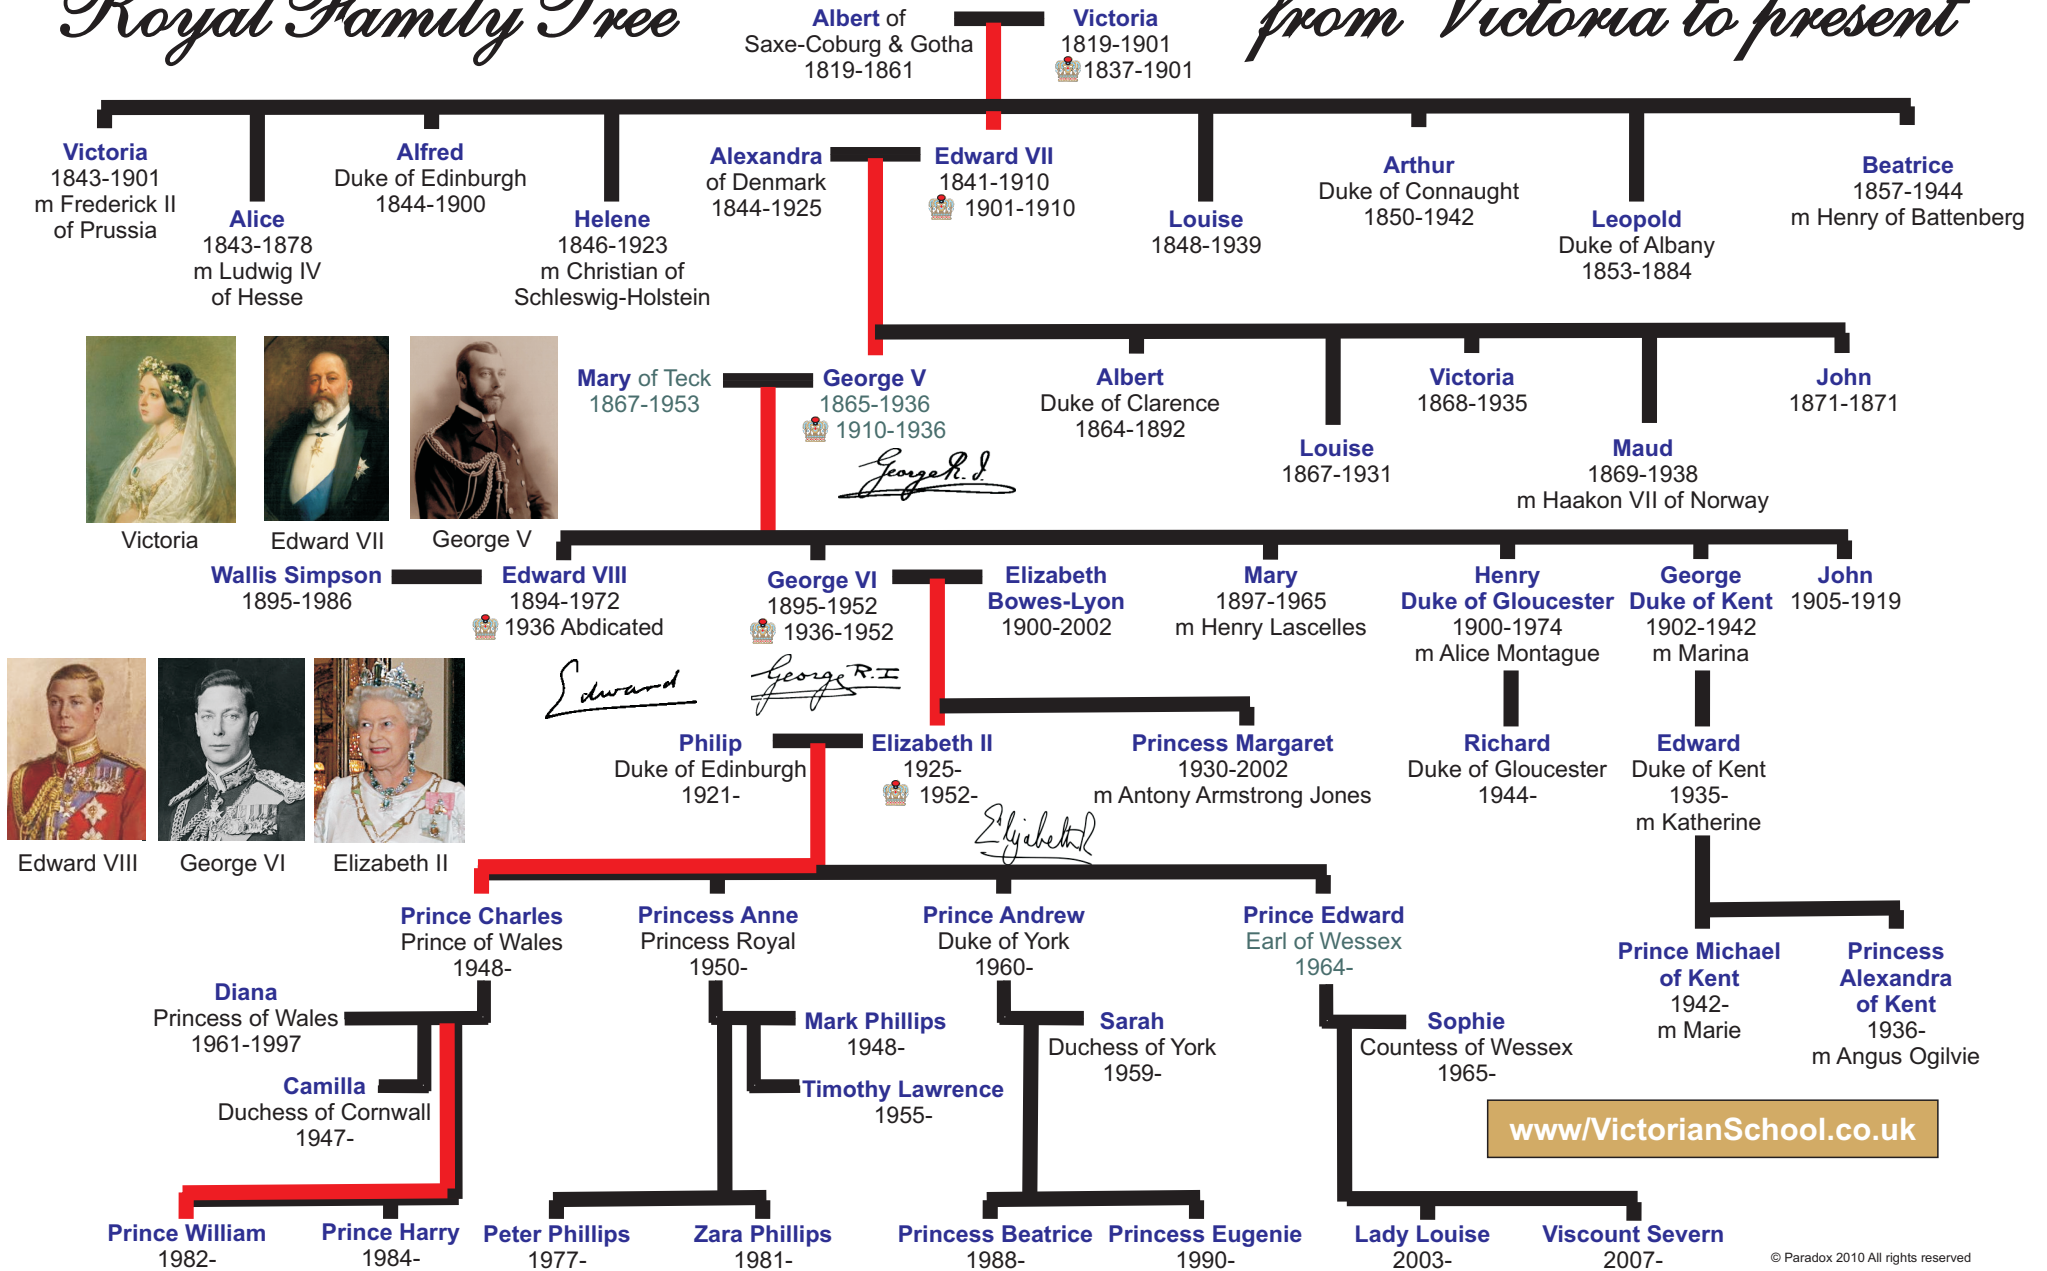 Royal Family Tree
from Victoria to present
Albert of
Saxe-Coburg & Gotha
1819-1861
Victoria
1819-1901
1837-1901
Victoria
1843-1901
m Frederick II
of Prussia
Alice
1843-1878
m Ludwig IV
of Hesse
Alfred
Duke of Edinburgh
1844-1900
Helene
1846-1923
m Christian of
Schleswig-Holstein
Alexandra
of Denmark
1844-1925
Edward VII
1841-1910
1901-1910
Louise
1848-1939
Arthur
Duke of Connaught
1850-1942
Leopold
Duke of Albany
1853-1884
Beatrice
1857-1944
m Henry of Battenberg
Victoria
Edward VII
George V
Mary of Teck
1867-1953
George V
1865-1936
1910-1936
George R.I.
Albert
Duke of Clarence
1864-1892
Louise
1867-1931
Victoria
1868-1935
Maud
1869-1938
m Haakon VII of Norway
John
1871-1871
Wallis Simpson
1895-1986
Edward VIII
1894-1972
1936 Abdicated
Edward
George VI
1895-1952
1936-1952
George R.I
Elizabeth
Bowes-Lyon
1900-2002
Mary
1897-1965
m Henry Lascelles
Henry
Duke of Gloucester
1900-1974
m Alice Montague
George
Duke of Kent
1902-1942
m Marina
John
1905-1919
Edward VIII
George VI
Elizabeth II
Philip
Duke of Edinburgh
1921-
Elizabeth II
1925-
1952-
Elizabeth R
Princess Margaret
1930-2002
m Antony Armstrong Jones
Richard
Duke of Gloucester
1944-
Edward
Duke of Kent
1935-
m Katherine
Prince Charles
Prince of Wales
1948-
Princess Anne
Princess Royal
1950-
Prince Andrew
Duke of York
1960-
Prince Edward
Earl of Wessex
1964-
Prince Michael
of Kent
1942-
m Marie
Princess
Alexandra
of Kent
1936-
m Angus Ogilvie
Diana
Princess of Wales
1961-1997
Camilla
Duchess of Cornwall
1947-
Mark Phillips
1948-
Timothy Lawrence
1955-
Sarah
Duchess of York
1959-
Sophie
Countess of Wessex
1965-
www/VictorianSchool.co.uk
Prince William
1982-
Prince Harry
1984-
Peter Phillips
1977-
Zara Phillips
1981-
Princess Beatrice
1988-
Princess Eugenie
1990-
Lady Louise
2003-
Viscount Severn
2007-
© Paradox 2010 All rights reserved